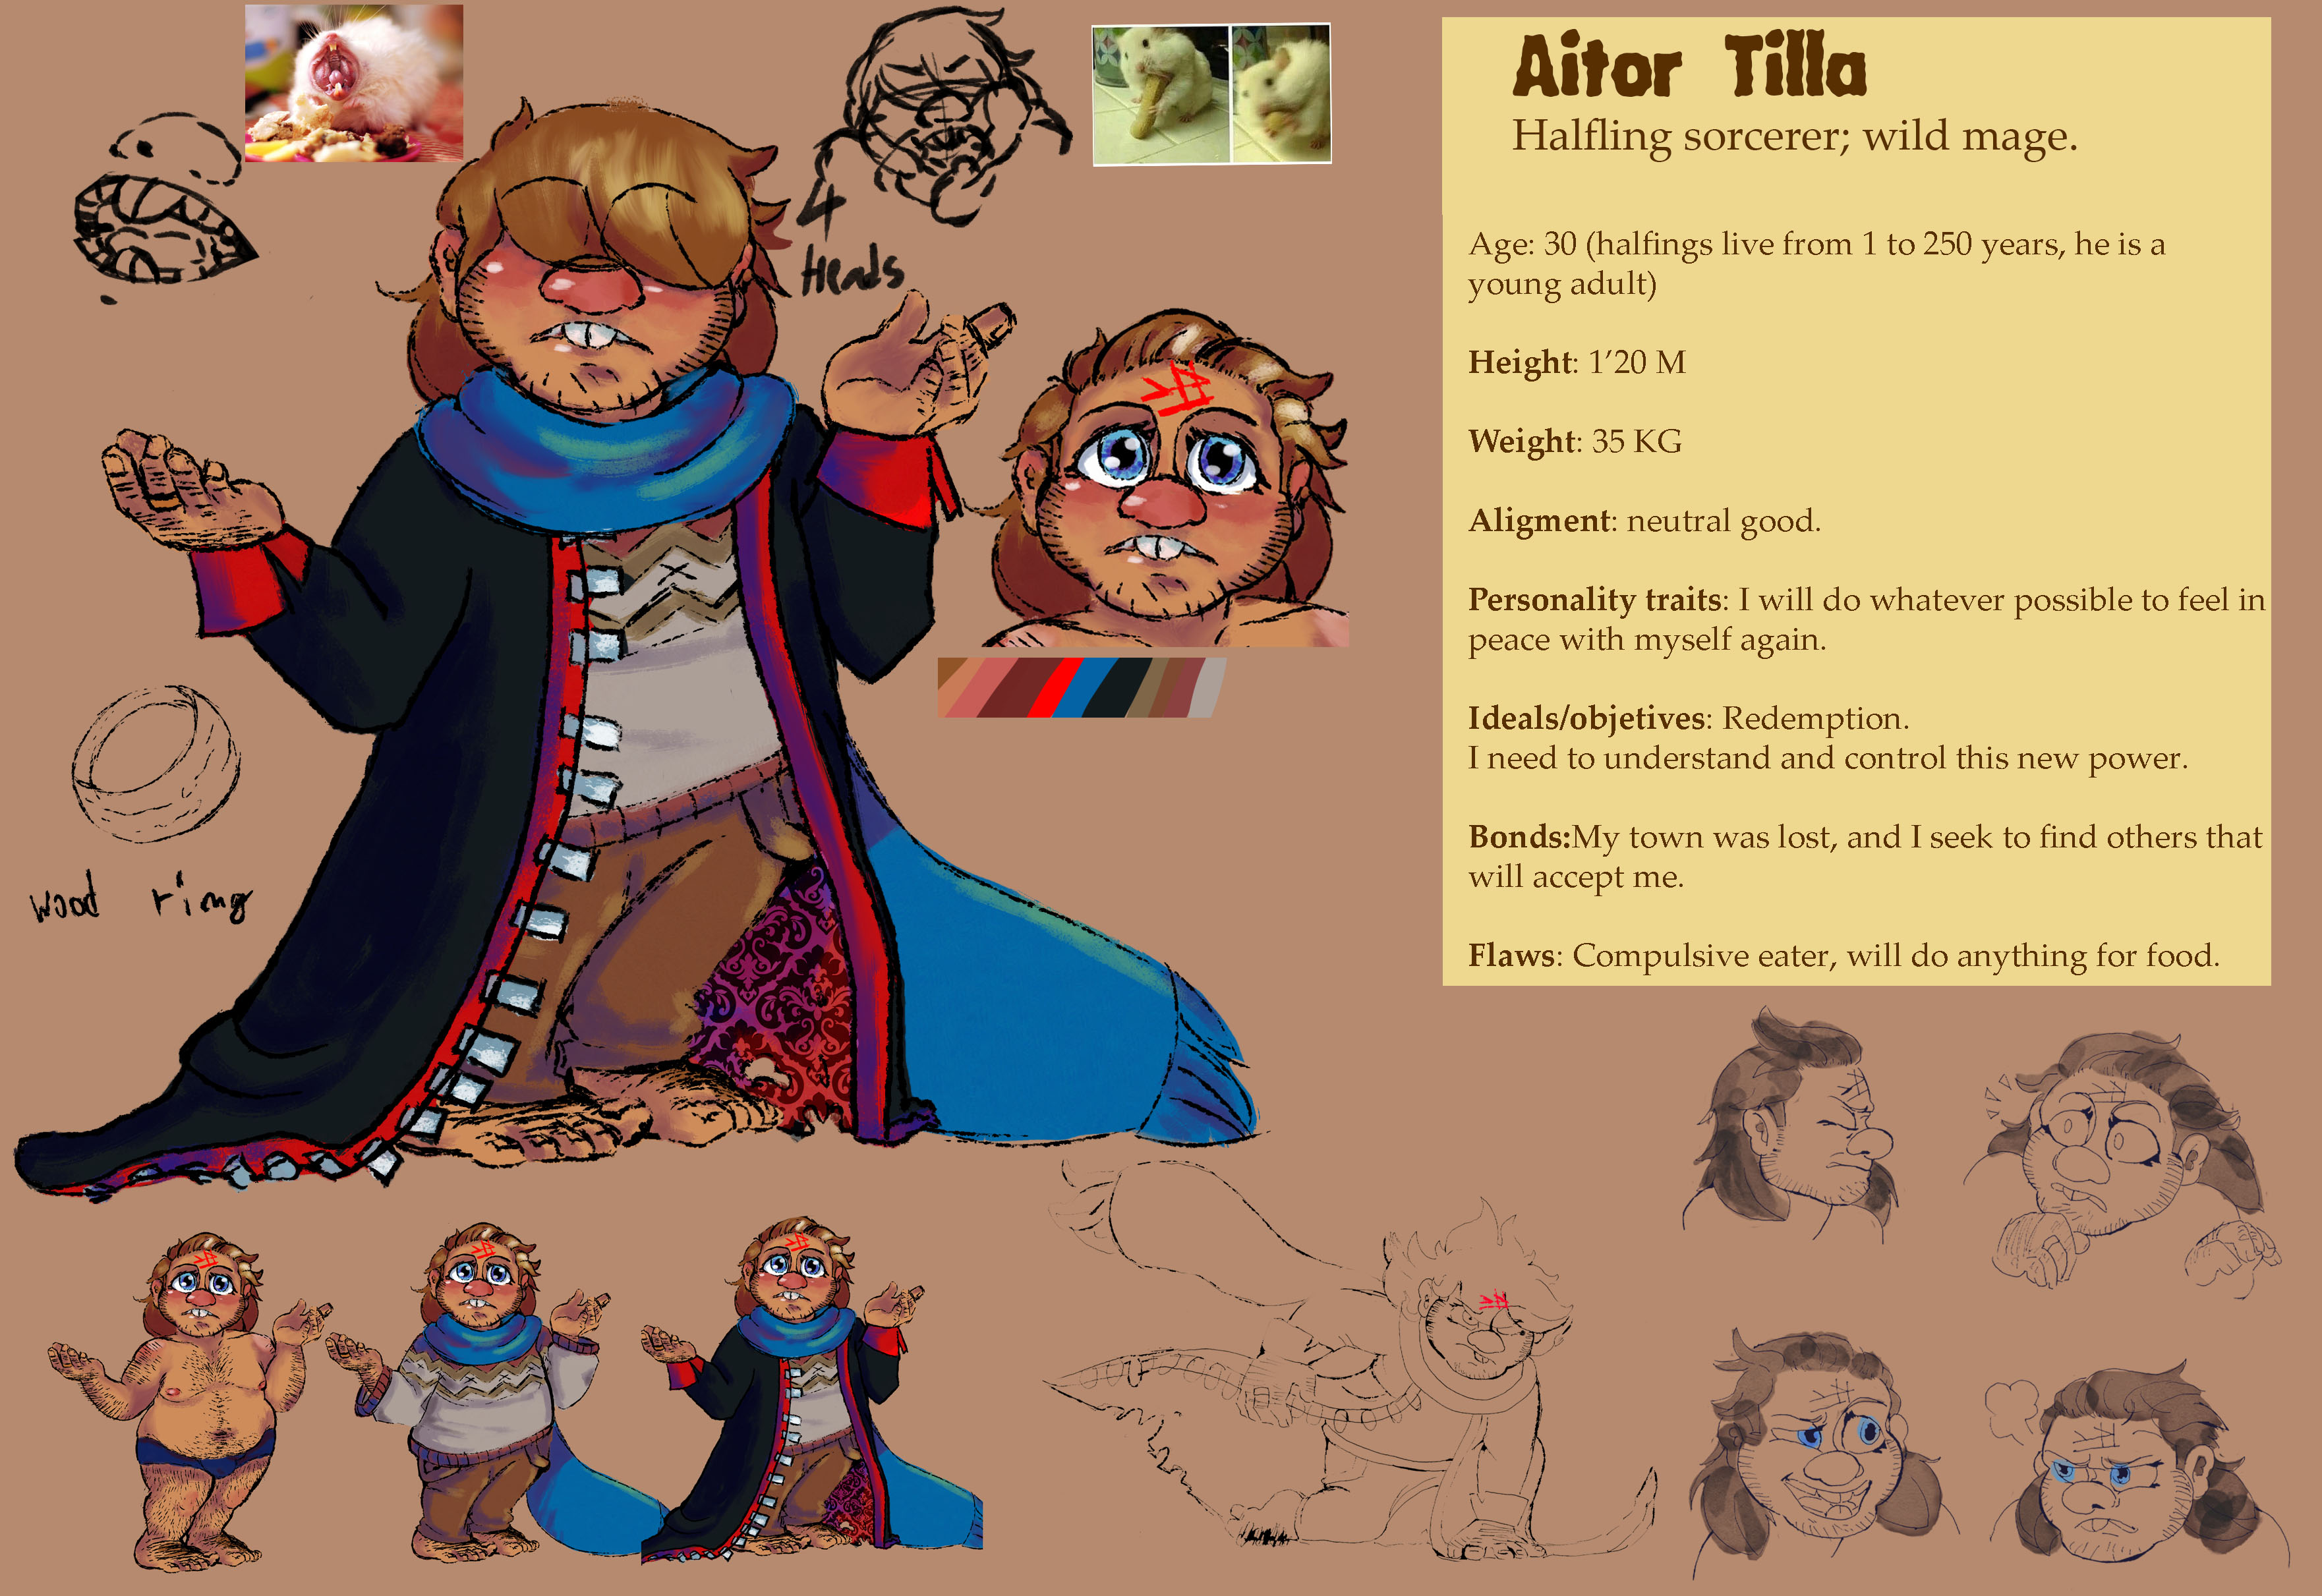 Aitor Tilla
Halfling sorcerer; wild mage.
Age: 30 (halfings live from 1 to 250 years, he is a
young adult)
Height: 1’20 M
Weight: 35 KG
Aligment: neutral good.
Personality traits: I will do whatever possible to feel in
peace with myself again.
Ideals/objetives: Redemption.
I need to understand and control this new power.
Bonds:My town was lost, and I seek to find others that
will accept me.
Flaws: Compulsive eater, will do anything for food.
4
Heads
wood ring